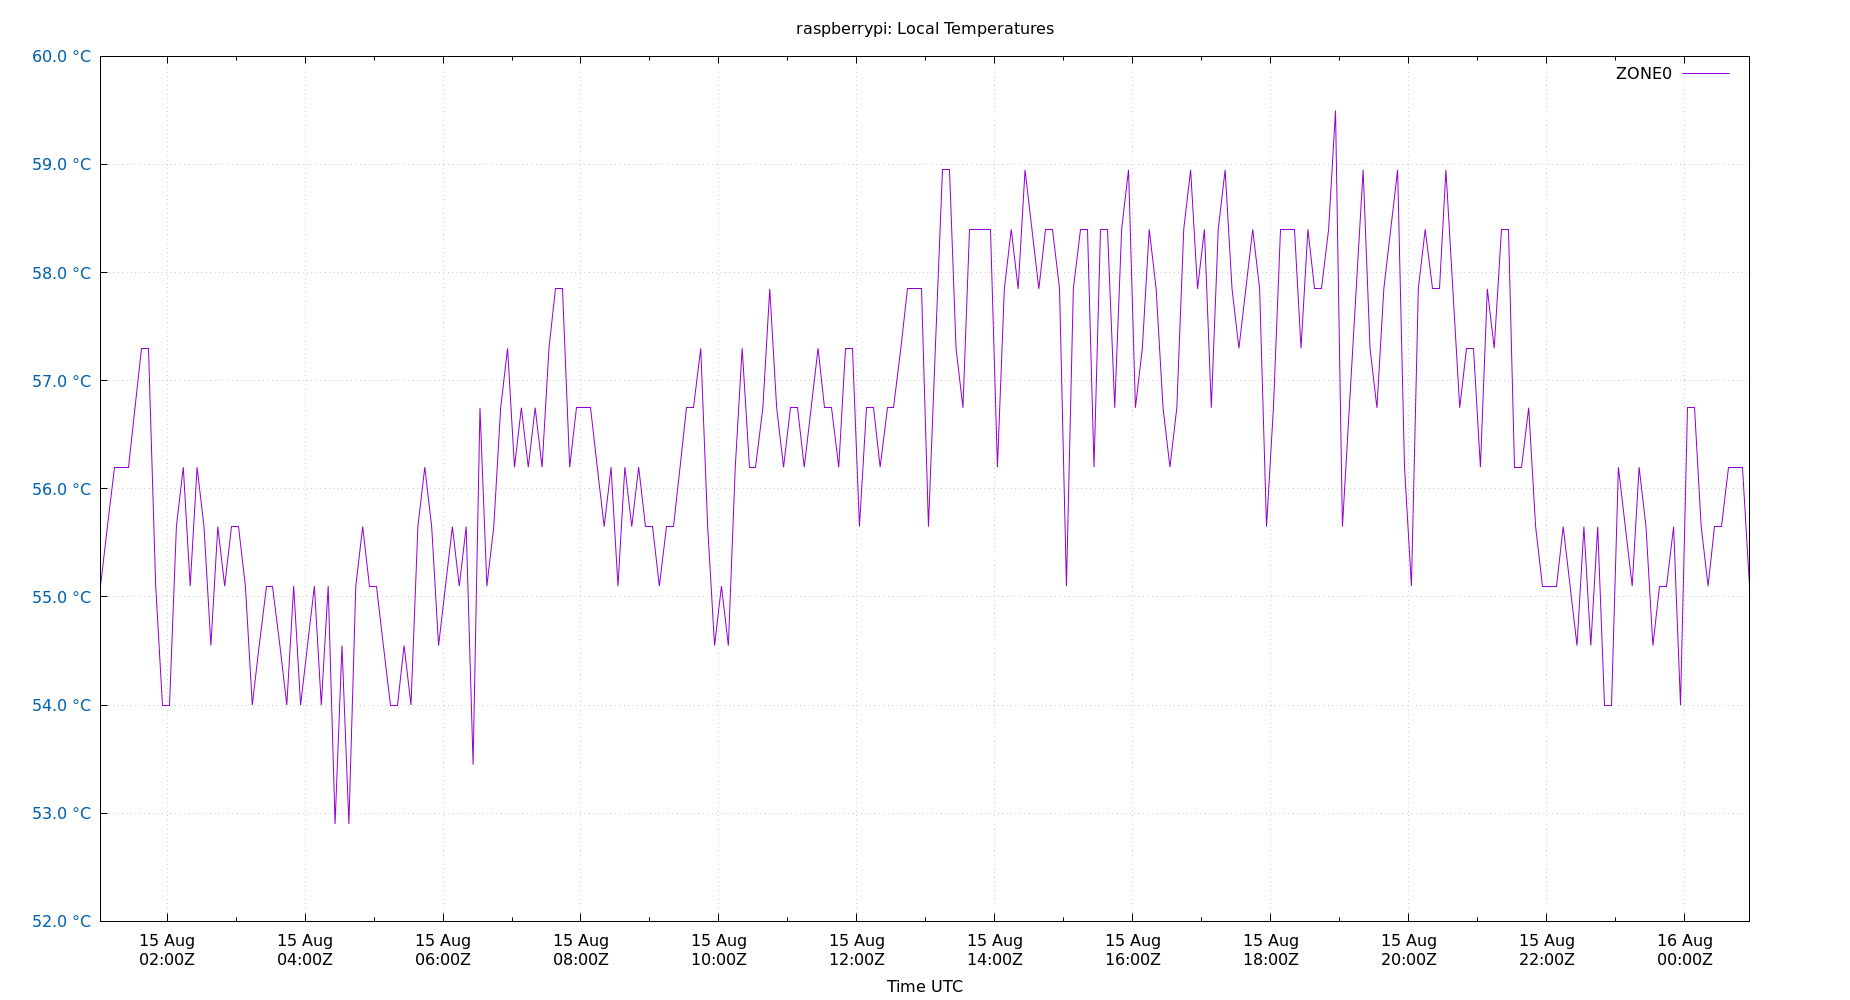 raspberrypi: Local Temperatures
60.0 °C
ZONE0
59.0 °C
58.0 °C
57.0 °C
56.0 °C
55.0 °C
54.0 °C
53.0 °C
52.0 °C
15 Aug 15 Aug 15 Aug 15 Aug 15 Aug 15 Aug 15 Aug 15 Aug 15 Aug 15 Aug 15 Aug 16 Aug
02:00Z 04:00Z 06:00Z 08:00Z 10:00Z 12:00Z 14:00Z 16:00Z 18:00Z 20:00Z 22:00Z 00:00Z
Time UTC